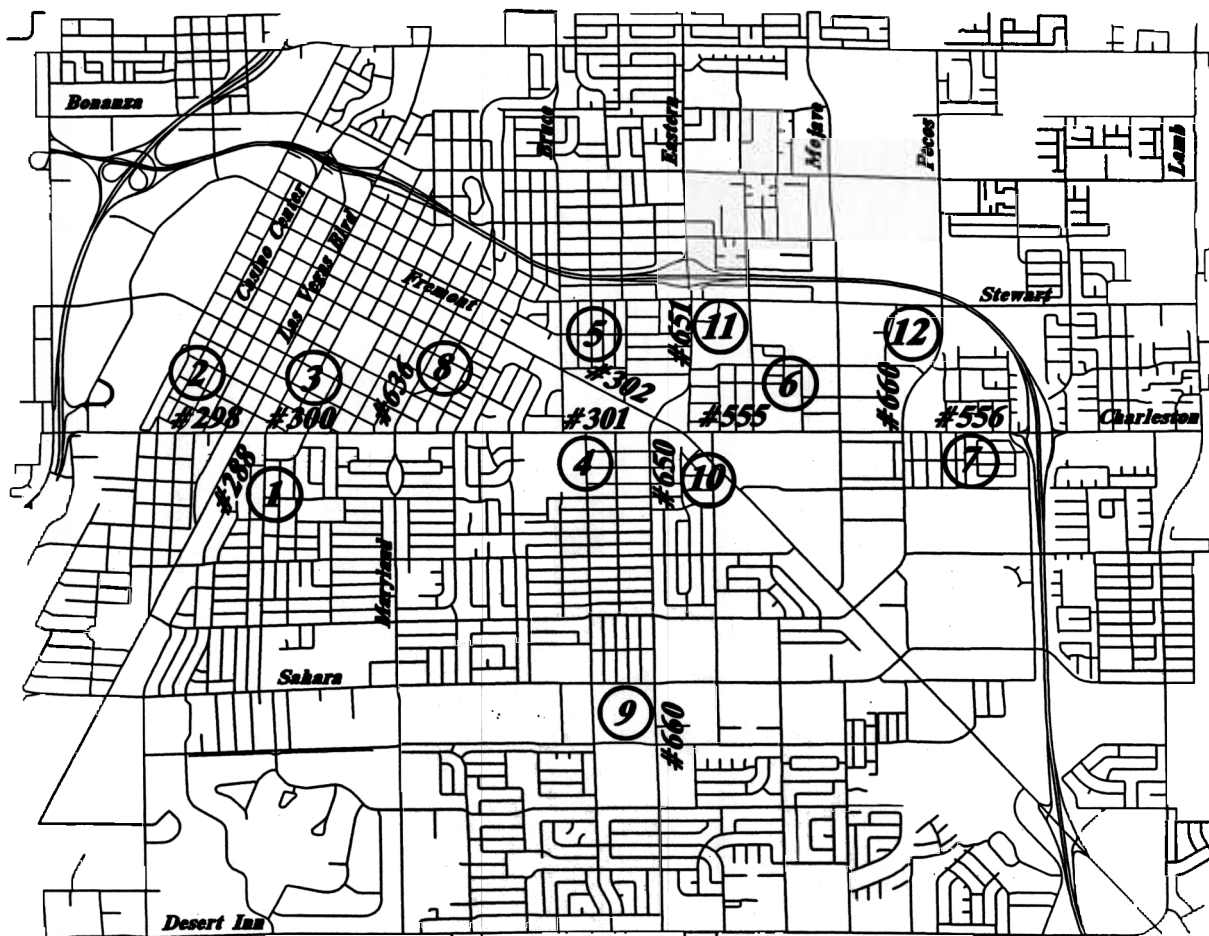 Bonanza
Bruce
Eastern
Mojave
Pecos
Lamb
Casino Center
Las Vegas Blvd
Fremont
Stewart
5
#651
11
12
2
3
#636
8
#302
6
#660
#298
#300
#301
#555
#556
Charleston
#288
1
4
#650
10
7
Maryland
Sahara
9
#660
Desert Inn